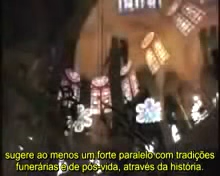 sugere ao menos um forte paralelo com tradições
funerárias e de pós-vida, através da história.